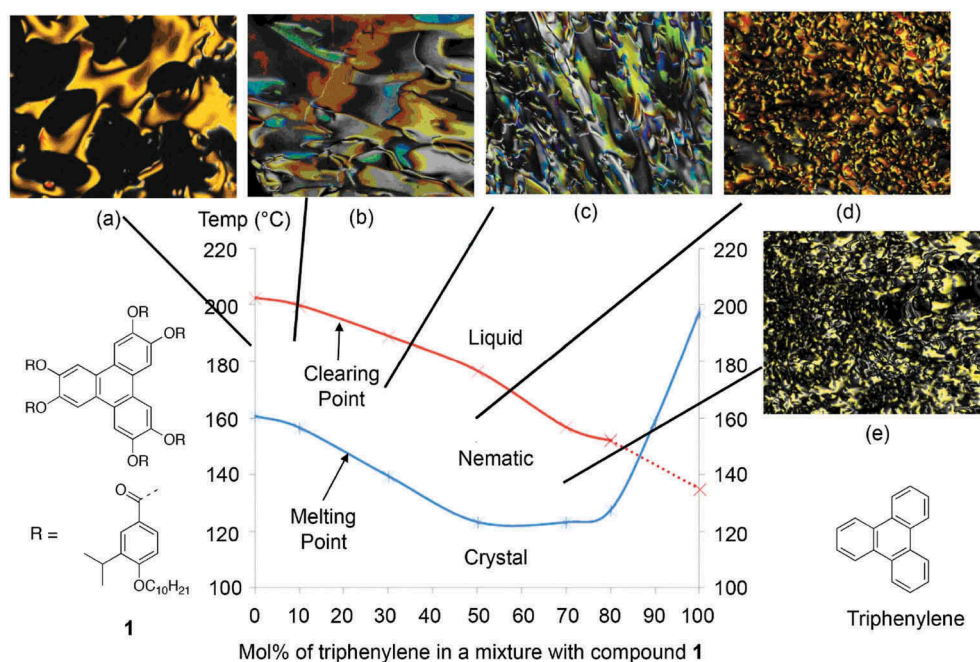 (a)
(b)
(c)
(d)
(e)
Temp (°C)
220
200
180
160
140
120
100
220
200
180
160
140
120
100
0
10
20
30
40
50
60
70
80
90
100
Liquid
Clearing
Point
Nematic
Melting
Point
Crystal
OR
RO
OR
RO
RO
OR
OR
R =
O
OC₁₀H₂₁
1
Triphenylene
Mol% of triphenylene in a mixture with compound 1